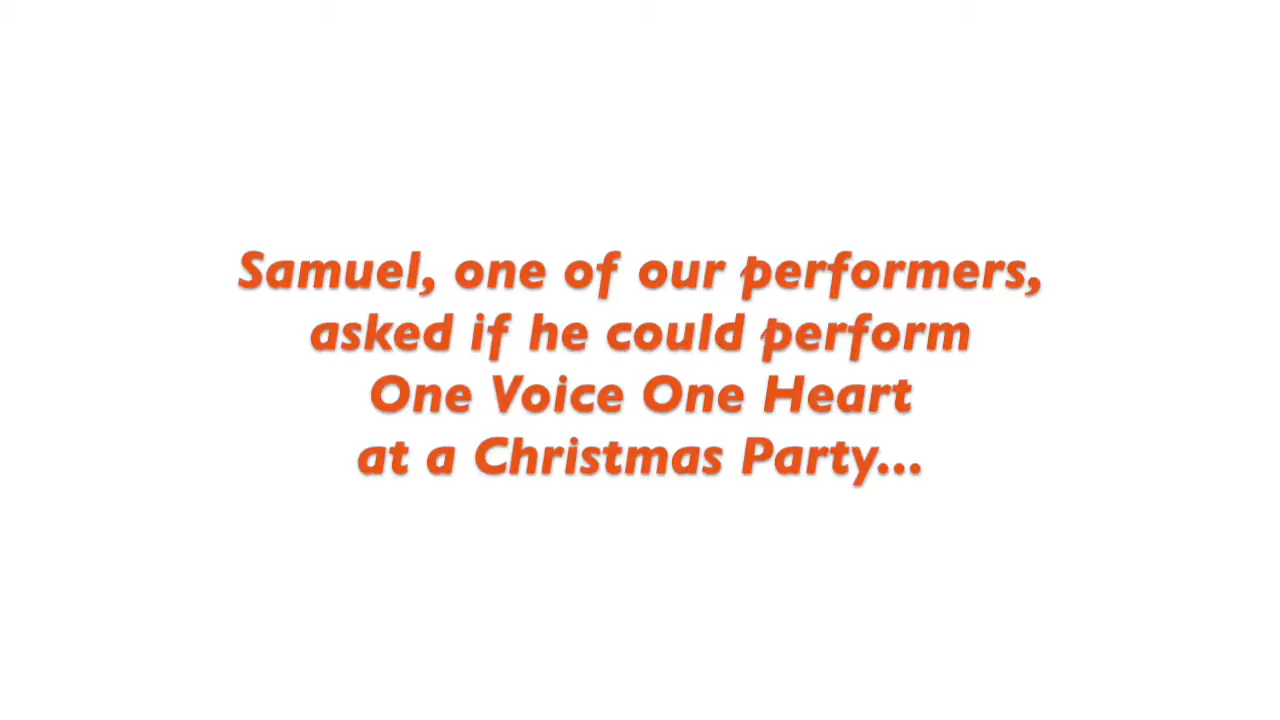 Samuel, one of our performers,
asked if he could perform
One Voice One Heart
at a Christmas Party...